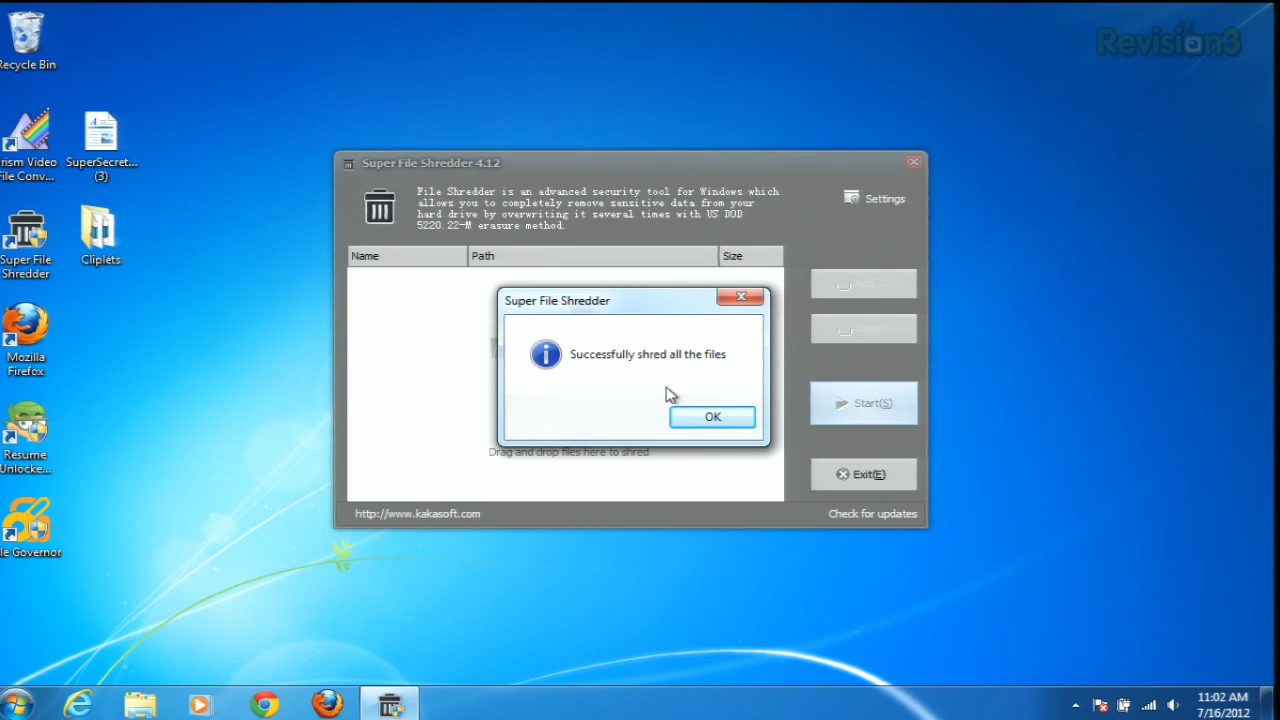 Revision3
Recycle Bin
rism Video
File Conv...
SuperSecret...
(3)
Super File
Shredder
Cliplets
Mozilla
Firefox
Resume
Unlocke...
le Governor
Super File Shredder 4.12
File Shredder is an advanced security tool for Windows which
allows you to completely remove sensitive data from your
hard drive by overwriting it several times with US DOD
5220.22-M erasure method.
Settings
Name Path Size
Super File Shredder
Successfully shred all the files
OK
Drag and drop files here to shred
Start(S)
Exit(E)
http://www.kakasoft.com
Check for updates
11:02 AM
7/16/2012